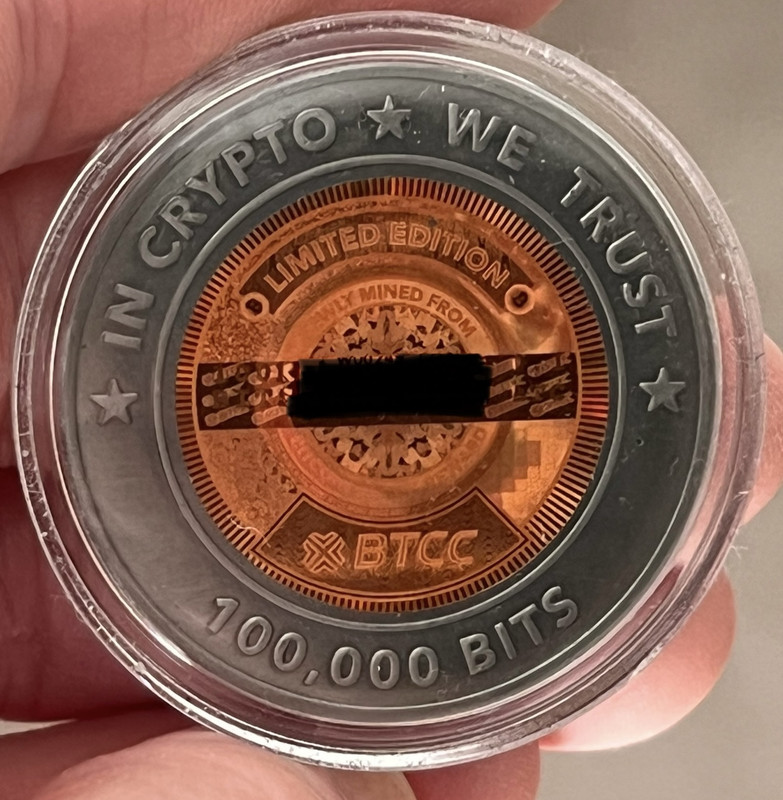 IN CRYPTO ★ WE TRUST
LIMITED EDITION
MINED FROM
BTCC
100,000 BITS